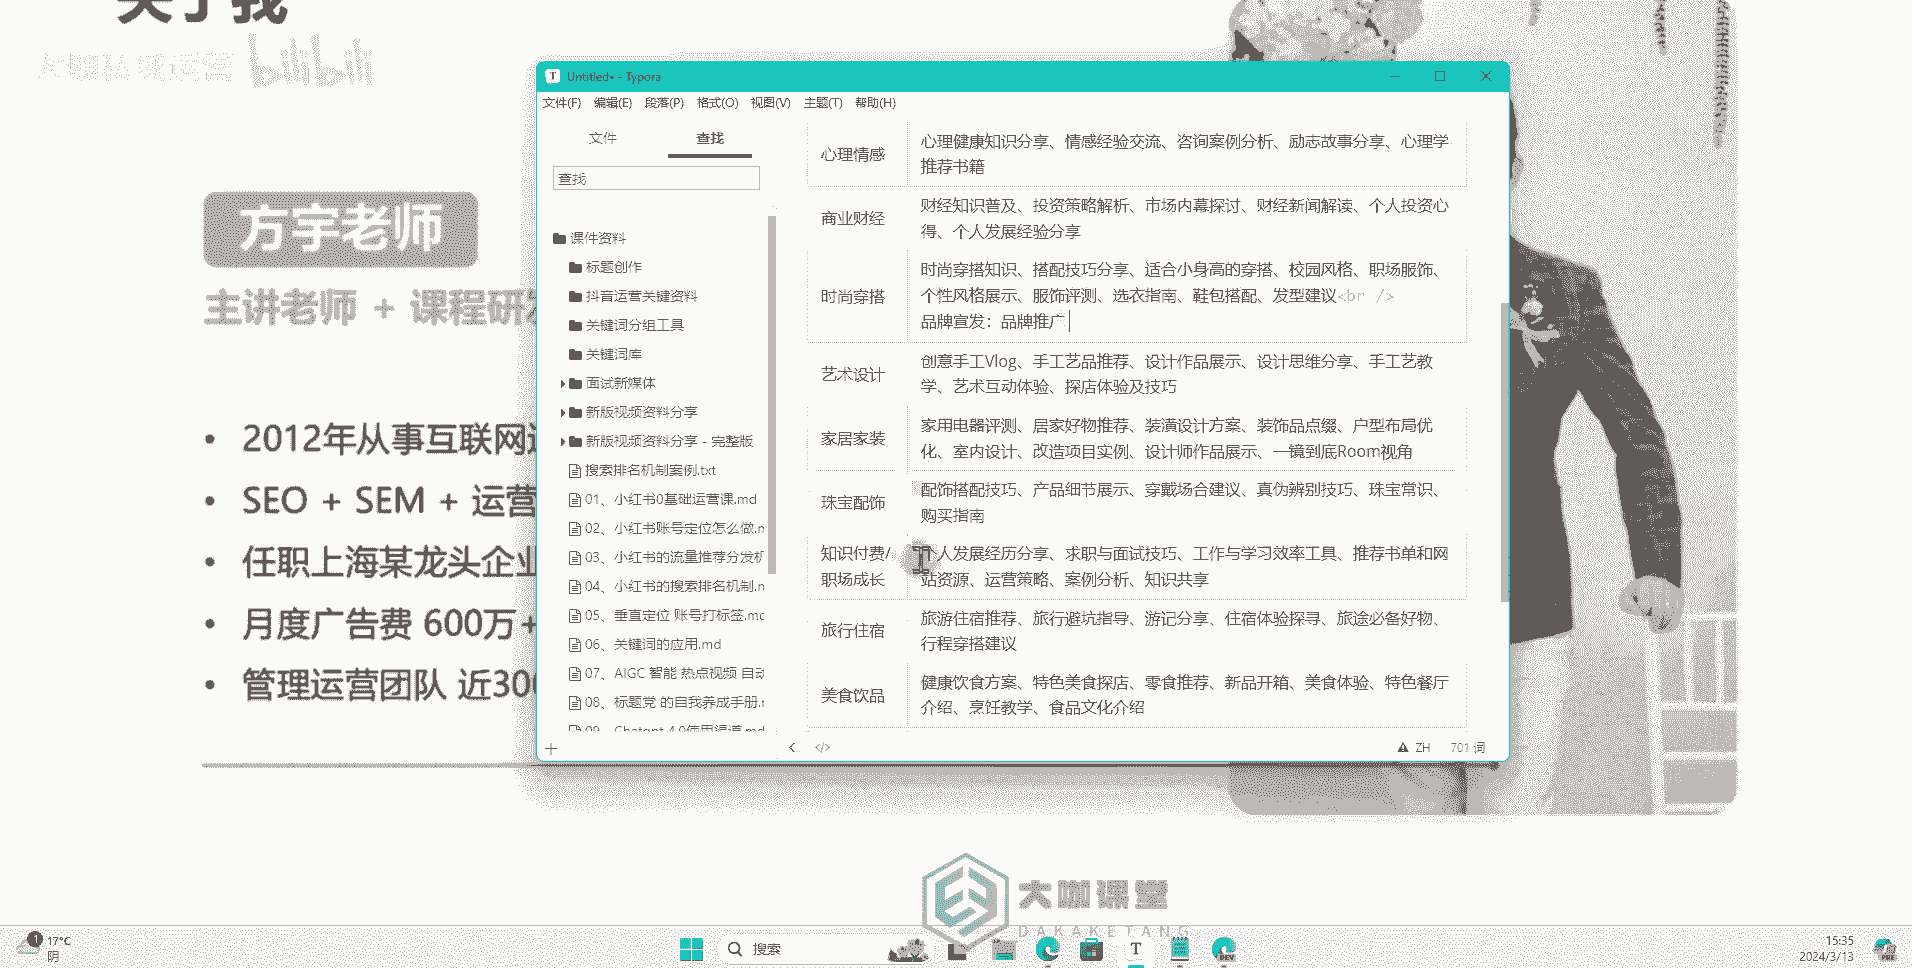 关于我
bilibili
方宇老师
主讲老师 + 课程研发
2012年从事互联网运
SEO + SEM + 运营
任职上海某龙头企业
月度广告费 600万+
管理运营团队 近300
Untitled• - Typora
文件(F) 编辑(E) 段落(P) 格式(O) 视图(V) 主题(T) 帮助(H)
文件 查找
查找
课件资料
标题创作
抖音运营关键资料
关键词分组工具
关键词库
面试新媒体
新版视频资料分享
新版视频资料分享 - 完整版
搜索排名机制案例.txt
01、小红书0基础运营课.md
02、小红书账号定位怎么做.m
03、小红书的流量推荐分发机
04、小红书的搜索排名机制.m
05、垂直定位 账号打标签.md
06、关键词的应用.md
07、AIGC 智能 热点视频 自动
08、标题党 的自我养成手册.m
09、Chatgpt 4.0使用渠道.md
心理情感
心理健康知识分享、情感经验交流、咨询案例分析、励志故事分享、心理学
推荐书籍
商业财经
财经知识普及、投资策略解析、市场内幕探讨、财经新闻解读、个人投资心
得、个人发展经验分享
时尚穿搭
时尚穿搭知识、搭配技巧分享、适合小身高的穿搭、校园风格、职场服饰、
个性风格展示、服饰评测、选衣指南、鞋包搭配、发型建议<br />
品牌宣发：品牌推广
艺术设计
创意手工Vlog、手工艺品推荐、设计作品展示、设计思维分享、手工艺教
学、艺术互动体验、探店体验及技巧
家居家装
家用电器评测、居家好物推荐、装潢设计方案、装饰品点缀、户型布局优
化、室内设计、改造项目实例、设计师作品展示、一镜到底Room视角
珠宝配饰
配饰搭配技巧、产品细节展示、穿戴场合建议、真伪辨别技巧、珠宝常识、
购买指南
知识付费/
职场成长
个人发展经历分享、求职与面试技巧、工作与学习效率工具、推荐书单和网
站资源、运营策略、案例分析、知识共享
旅行住宿
旅游住宿推荐、旅行避坑指导、游记分享、住宿体验探寻、旅途必备好物、
行程穿搭建议
美食饮品
健康饮食方案、特色美食探店、零食推荐、新品开箱、美食体验、特色餐厅
介绍、烹饪教学、食品文化介绍
ZH 701 词
大咖课堂
DAKAKETANG
1
17°C
阴
搜索
DEV
15:35
2024/3/13
PRE